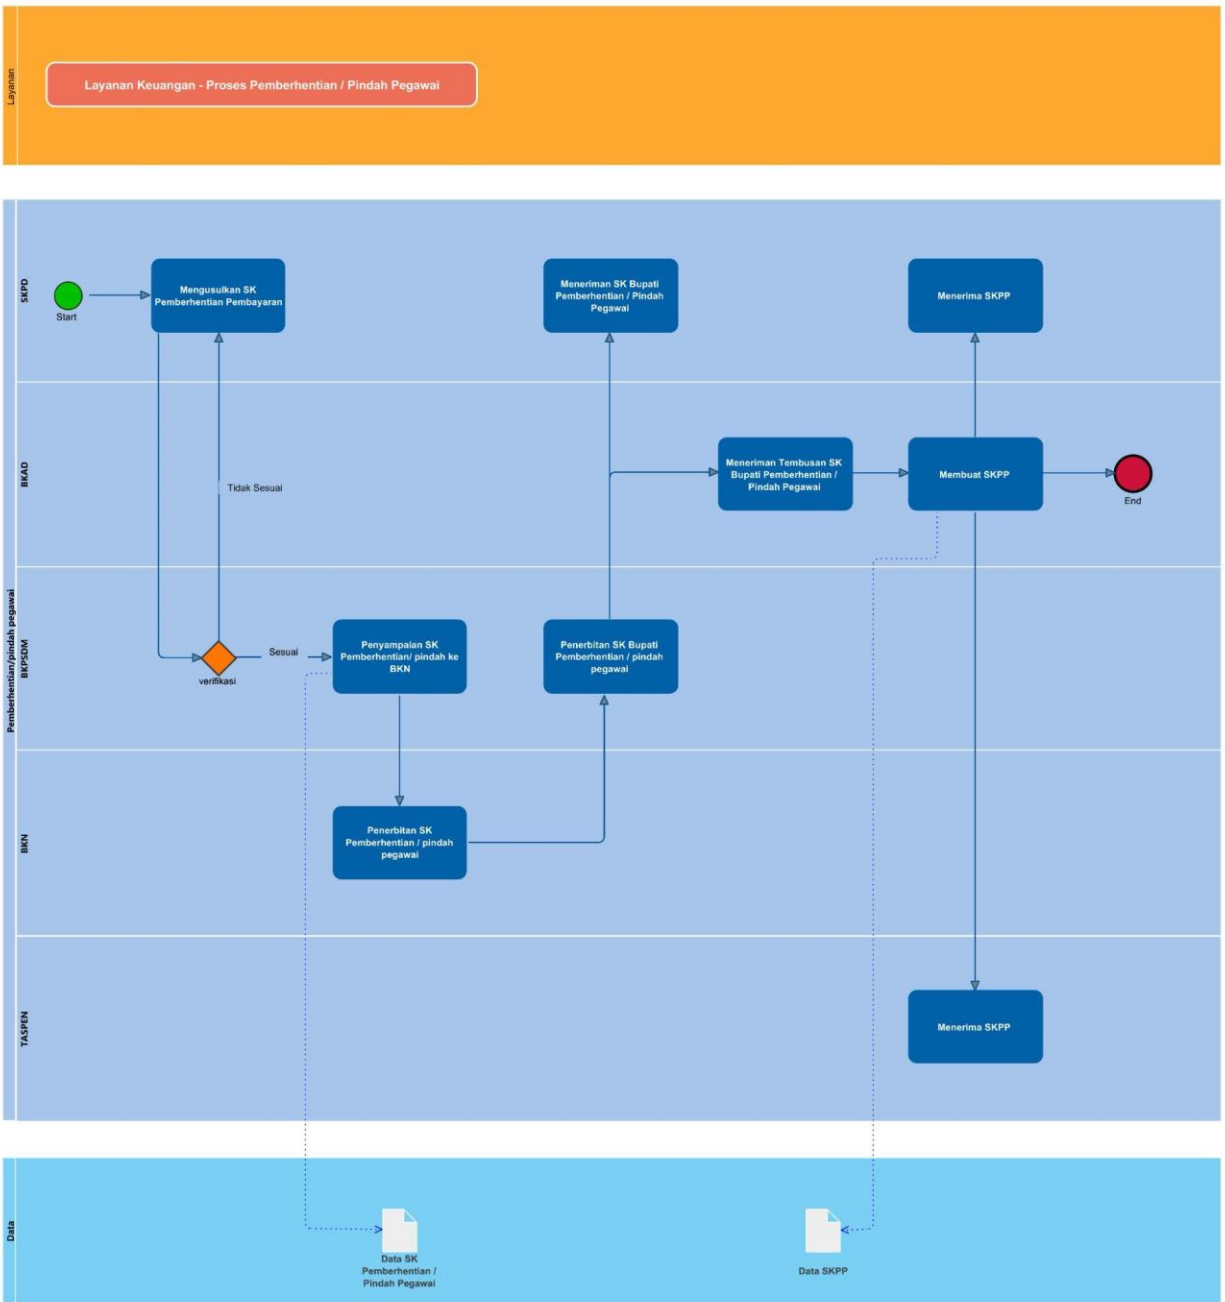 Layanan
Layanan Keuangan - Proses Pemberhentian / Pindah Pegawai
Pemberhentian/pindah pegawai
SKPD
Start
Mengusulkan SK
Pemberhentian Pembayaran
Meneriman SK Bupati
Pemberhentian / Pindah
Pegawai
Menerima SKPP
BKAD
Tidak Sesuai
Meneriman Tembusan SK
Bupati Pemberhentian /
Pindah Pegawai
Membuat SKPP
End
BKPSDM
verifikasi
Sesuai
Penyampaian SK
Pemberhentian/ pindah ke
BKN
Penerbitan SK Bupati
Pemberhentian / pindah
pegawai
BKN
Penerbitan SK
Pemberhentian / pindah
pegawai
TASPEN
Menerima SKPP
Data
Data SK
Pemberhentian /
Pindah Pegawai
Data SKPP